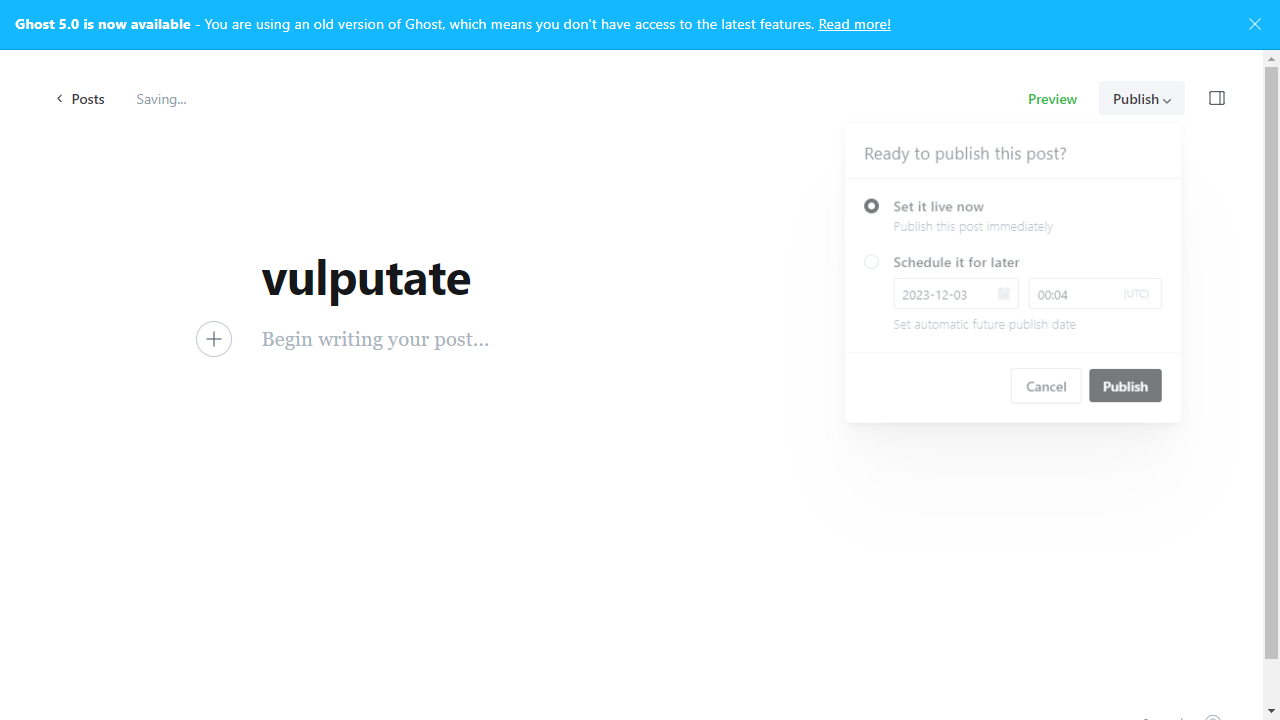 Ghost 5.0 is now available - You are using an old version of Ghost, which means you don't have access to the latest features. Read more!
Posts
Saving...
Preview
Publish
Ready to publish this post?
Set it live now
Publish this post immediately
Schedule it for later
2023-12-03
00:04
(UTC)
Set automatic future publish date
Cancel
Publish
vulputate
Begin writing your post...